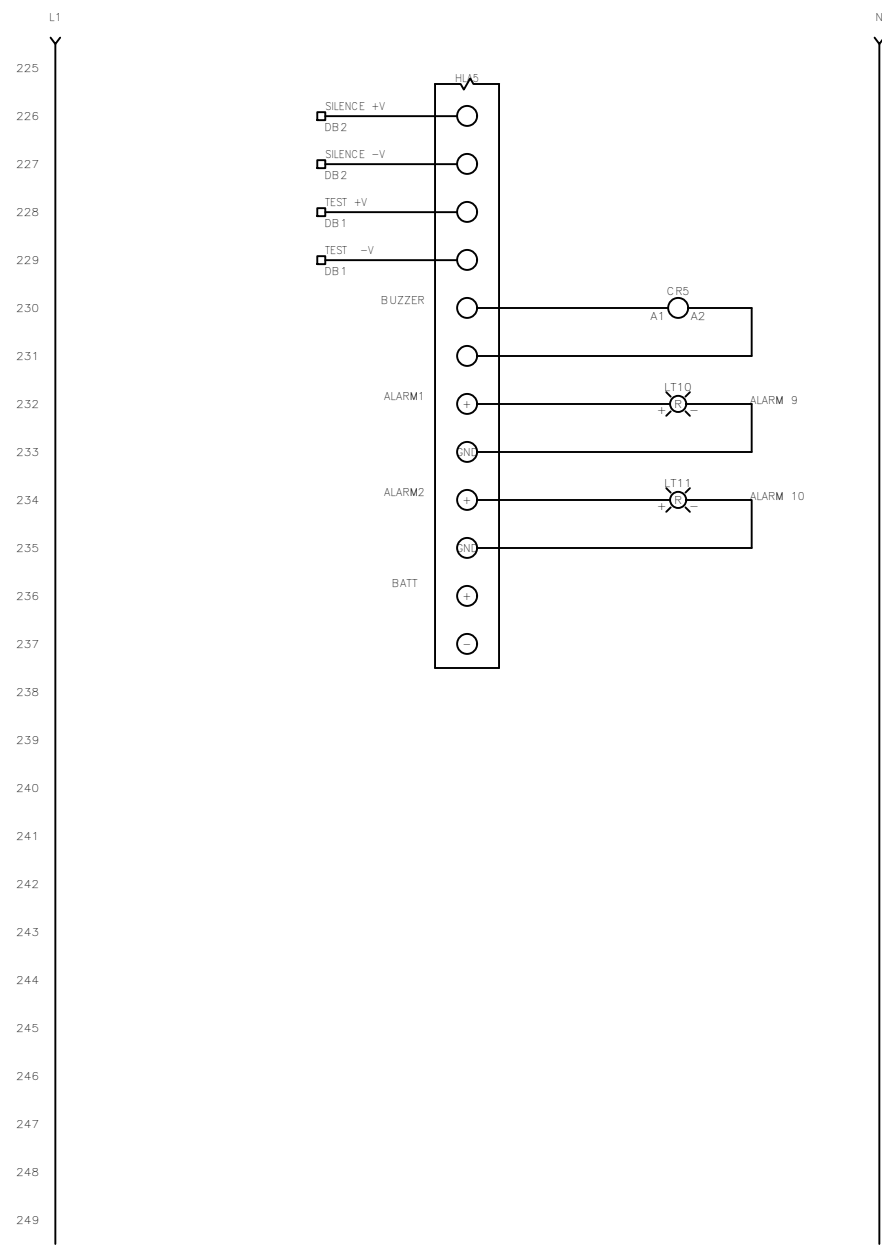 L1 N
225
HLA5
226 SILENCE +V
DB2
227 SILENCE -V
DB2
228 TEST +V
DB1
229 TEST -V
DB1
230 BUZZER CR5
A1 A2
231
232 ALARM1 + LT10 ALARM 9
+ R -
233 GND
234 ALARM2 + LT11 ALARM 10
+ R -
235 GND
BATT
236 +
237 -
238
239
240
241
242
243
244
245
246
247
248
249